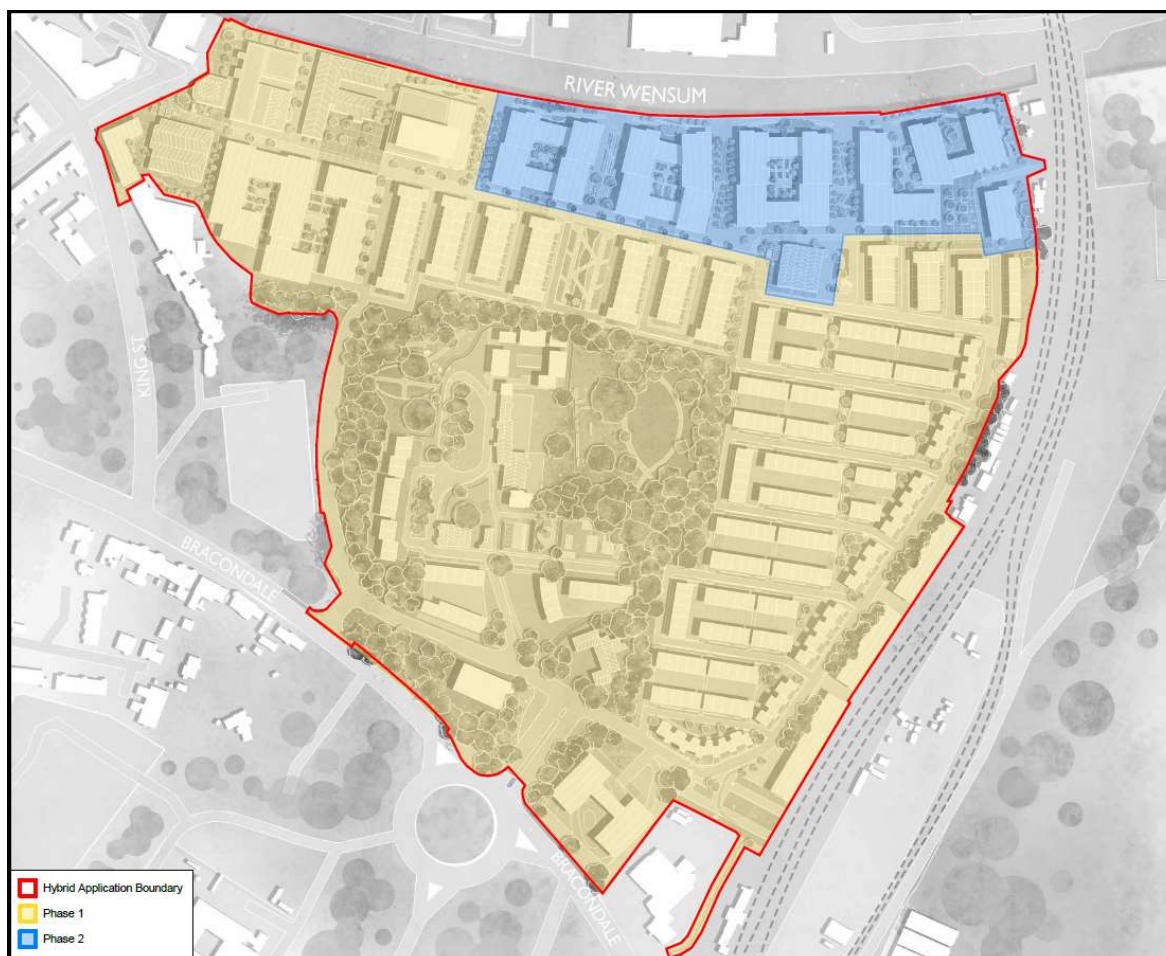 RIVER WENSUM
KING ST
BRACONDALE
BRACONDALE
Hybrid Application Boundary
Phase 1
Phase 2